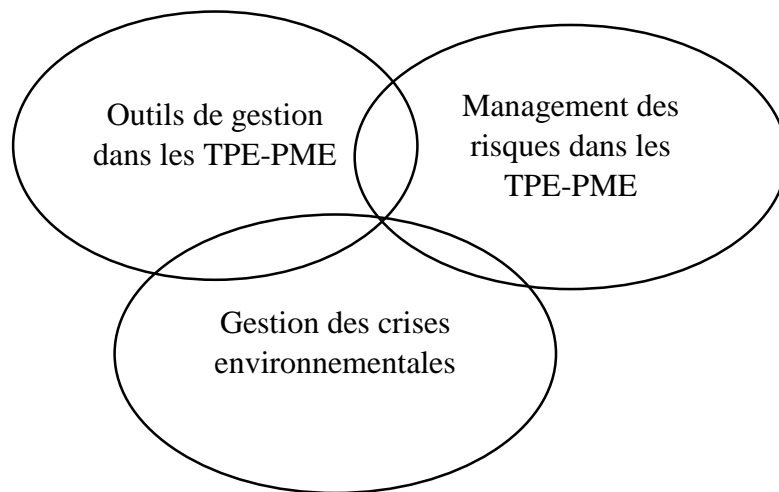 Outils de gestion
dans les TPE-PME
Management des
risques dans les
TPE-PME
Gestion des crises
environnementales